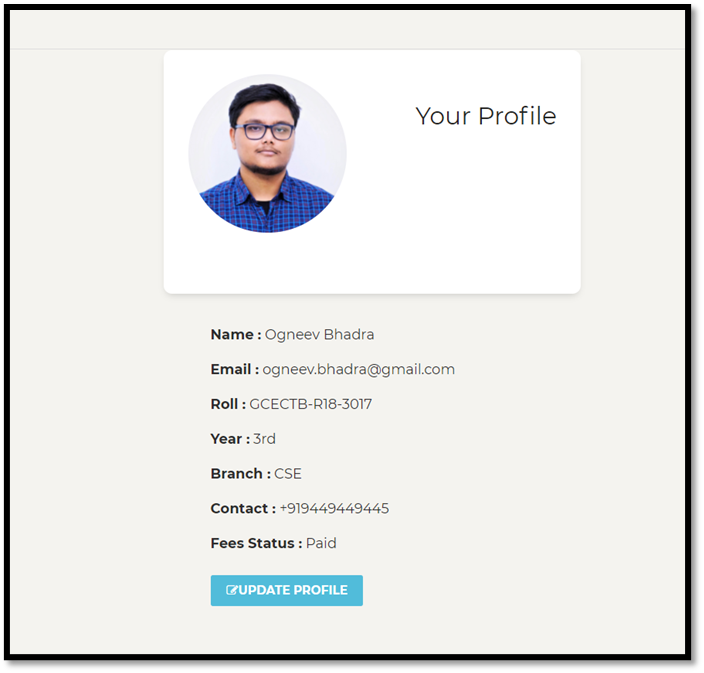 Your Profile
Name : Ogneev Bhadra
Email : ogneev.bhadra@gmail.com
Roll : GCECTB-R18-3017
Year : 3rd
Branch : CSE
Contact : +919449449445
Fees Status : Paid
UPDATE PROFILE